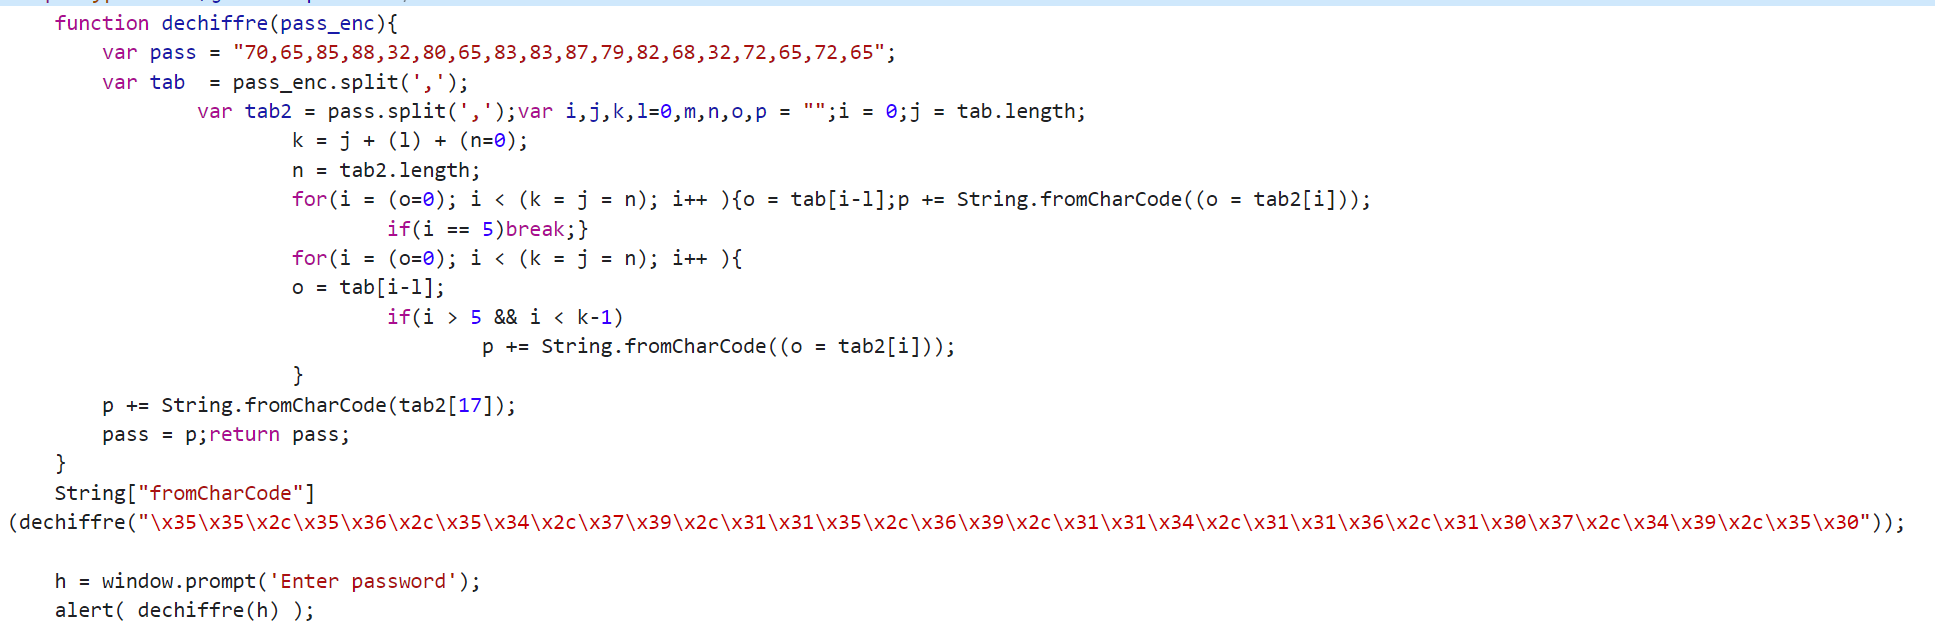 function dechiffre(pass_enc){
var pass = "70,65,85,88,32,80,65,83,83,87,79,82,68,32,72,65,72,65";
var tab  = pass_enc.split(',');
var tab2 = pass.split(',');var i,j,k,l=0,m,n,o,p = "";i = 0;j = tab.length;
k = j + (l) + (n=0);
n = tab2.length;
for(i = (o=0); i < (k = j = n); i++ ){o = tab[i-l];p += String.fromCharCode((o = tab2[i]));
if(i == 5)break;}
for(i = (o=0); i < (k = j = n); i++ ){
o = tab[i-l];
if(i > 5 && i < k-1)
p += String.fromCharCode((o = tab2[i]));
}
p += String.fromCharCode(tab2[17]);
pass = p;return pass;
}
String["fromCharCode"]
(dechiffre("\x35\x35\x2c\x35\x36\x2c\x35\x34\x2c\x37\x39\x2c\x31\x31\x35\x2c\x36\x39\x2c\x31\x31\x34\x2c\x31\x31\x36\x2c\x31\x30\x37\x2c\x34\x39\x2c\x35\x30"));
h = window.prompt('Enter password');
alert( dechiffre(h) );